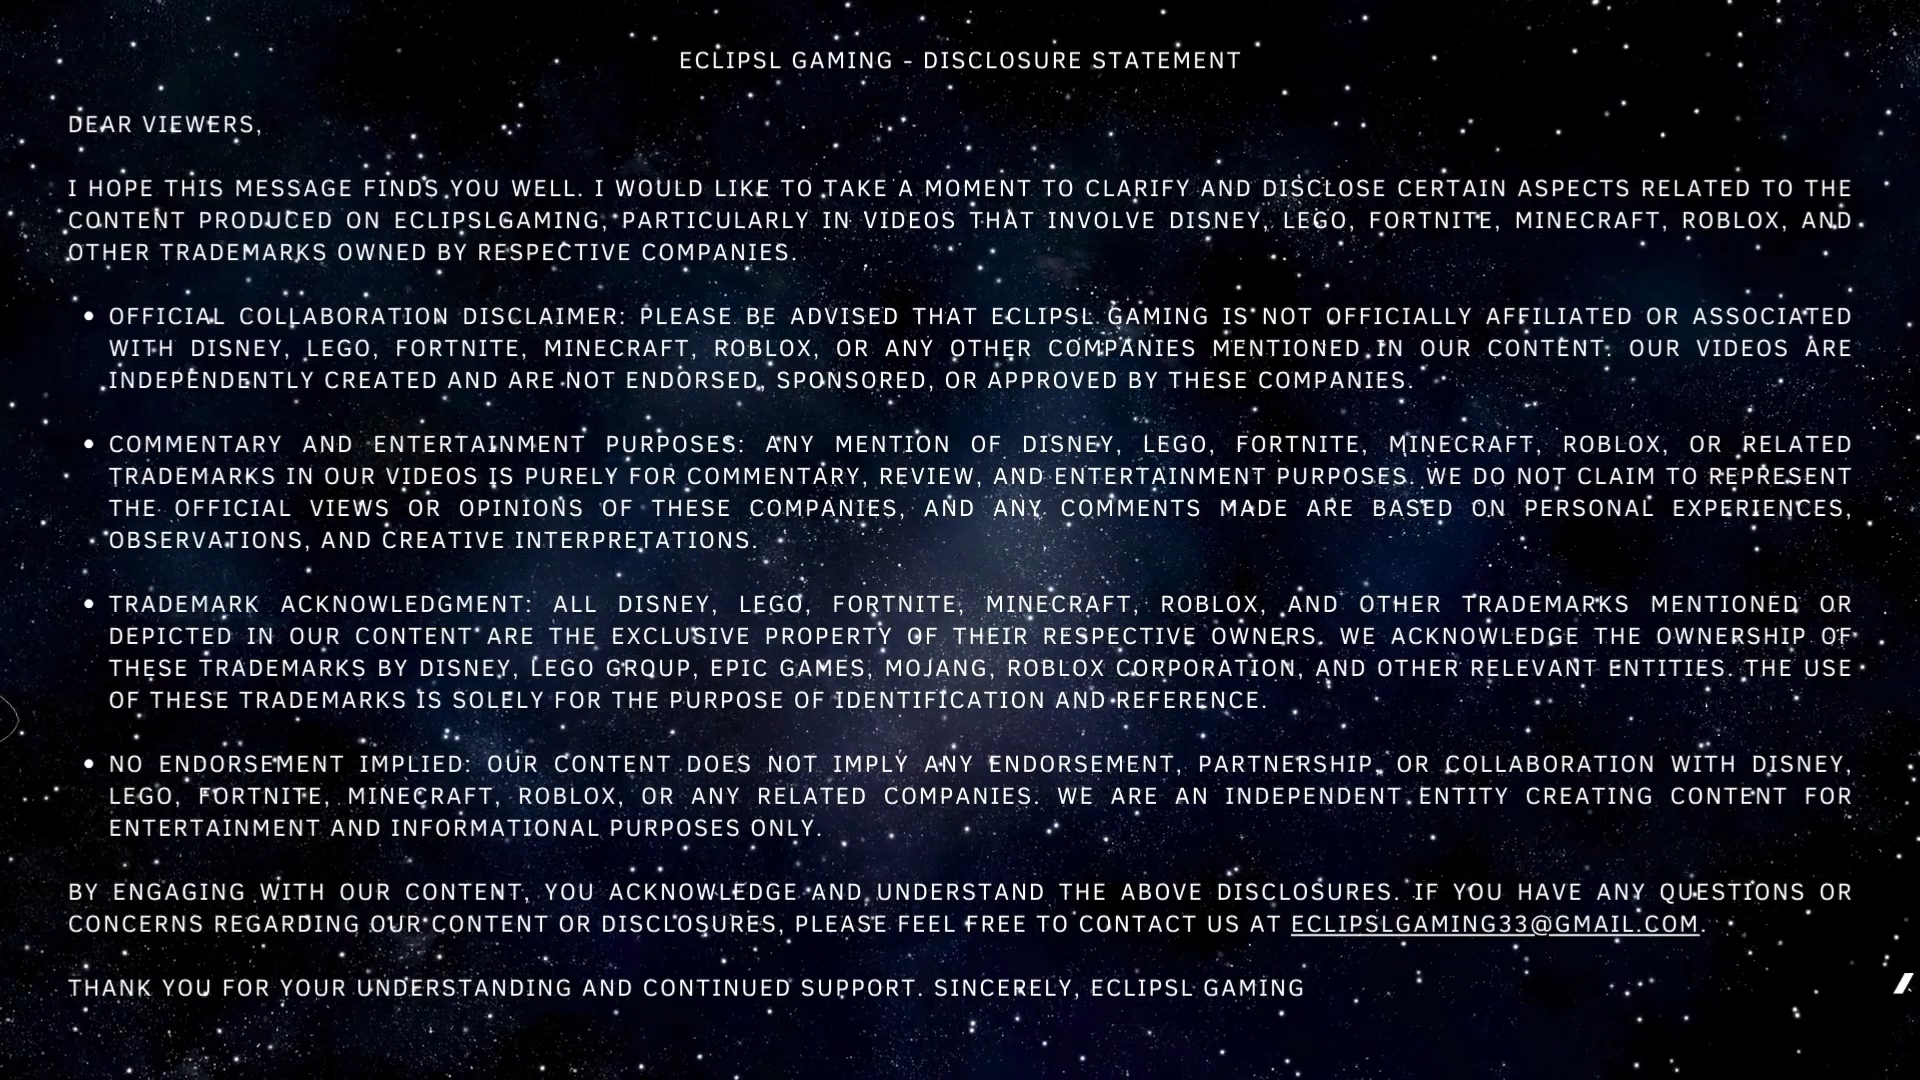 ECLIPSL GAMING - DISCLOSURE STATEMENT
DEAR VIEWERS,
I HOPE THIS MESSAGE FINDS YOU WELL. I WOULD LIKE TO TAKE A MOMENT TO CLARIFY AND DISCLOSE CERTAIN ASPECTS RELATED TO THE
CONTENT PRODUCED ON ECLIPSLGAMING, PARTICULARLY IN VIDEOS THAT INVOLVE DISNEY, LEGO, FORTNITE, MINECRAFT, ROBLOX, AND
OTHER TRADEMARKS OWNED BY RESPECTIVE COMPANIES.
• OFFICIAL COLLABORATION DISCLAIMER: PLEASE BE ADVISED THAT ECLIPSL GAMING IS NOT OFFICIALLY AFFILIATED OR ASSOCIATED
WITH DISNEY, LEGO, FORTNITE, MINECRAFT, ROBLOX, OR ANY OTHER COMPANIES MENTIONED IN OUR CONTENT. OUR VIDEOS ARE
INDEPENDENTLY CREATED AND ARE NOT ENDORSED, SPONSORED, OR APPROVED BY THESE COMPANIES.
• COMMENTARY AND ENTERTAINMENT PURPOSES: ANY MENTION OF DISNEY, LEGO, FORTNITE, MINECRAFT, ROBLOX, OR RELATED
TRADEMARKS IN OUR VIDEOS IS PURELY FOR COMMENTARY, REVIEW, AND ENTERTAINMENT PURPOSES. WE DO NOT CLAIM TO REPRESENT
THE OFFICIAL VIEWS OR OPINIONS OF THESE COMPANIES, AND ANY COMMENTS MADE ARE BASED ON PERSONAL EXPERIENCES,
OBSERVATIONS, AND CREATIVE INTERPRETATIONS.
• TRADEMARK ACKNOWLEDGMENT: ALL DISNEY, LEGO, FORTNITE, MINECRAFT, ROBLOX, AND OTHER TRADEMARKS MENTIONED OR
DEPICTED IN OUR CONTENT ARE THE EXCLUSIVE PROPERTY OF THEIR RESPECTIVE OWNERS. WE ACKNOWLEDGE THE OWNERSHIP OF
THESE TRADEMARKS BY DISNEY, LEGO GROUP, EPIC GAMES, MOJANG, ROBLOX CORPORATION, AND OTHER RELEVANT ENTITIES. THE USE
OF THESE TRADEMARKS IS SOLELY FOR THE PURPOSE OF IDENTIFICATION AND REFERENCE.
• NO ENDORSEMENT IMPLIED: OUR CONTENT DOES NOT IMPLY ANY ENDORSEMENT, PARTNERSHIP, OR COLLABORATION WITH DISNEY,
LEGO, FORTNITE, MINECRAFT, ROBLOX, OR ANY RELATED COMPANIES. WE ARE AN INDEPENDENT ENTITY CREATING CONTENT FOR
ENTERTAINMENT AND INFORMATIONAL PURPOSES ONLY.
BY ENGAGING WITH OUR CONTENT, YOU ACKNOWLEDGE AND UNDERSTAND THE ABOVE DISCLOSURES. IF YOU HAVE ANY QUESTIONS OR
CONCERNS REGARDING OUR CONTENT OR DISCLOSURES, PLEASE FEEL FREE TO CONTACT US AT ECLIPSLGAMING33@GMAIL.COM.
THANK YOU FOR YOUR UNDERSTANDING AND CONTINUED SUPPORT. SINCERELY, ECLIPSL GAMING